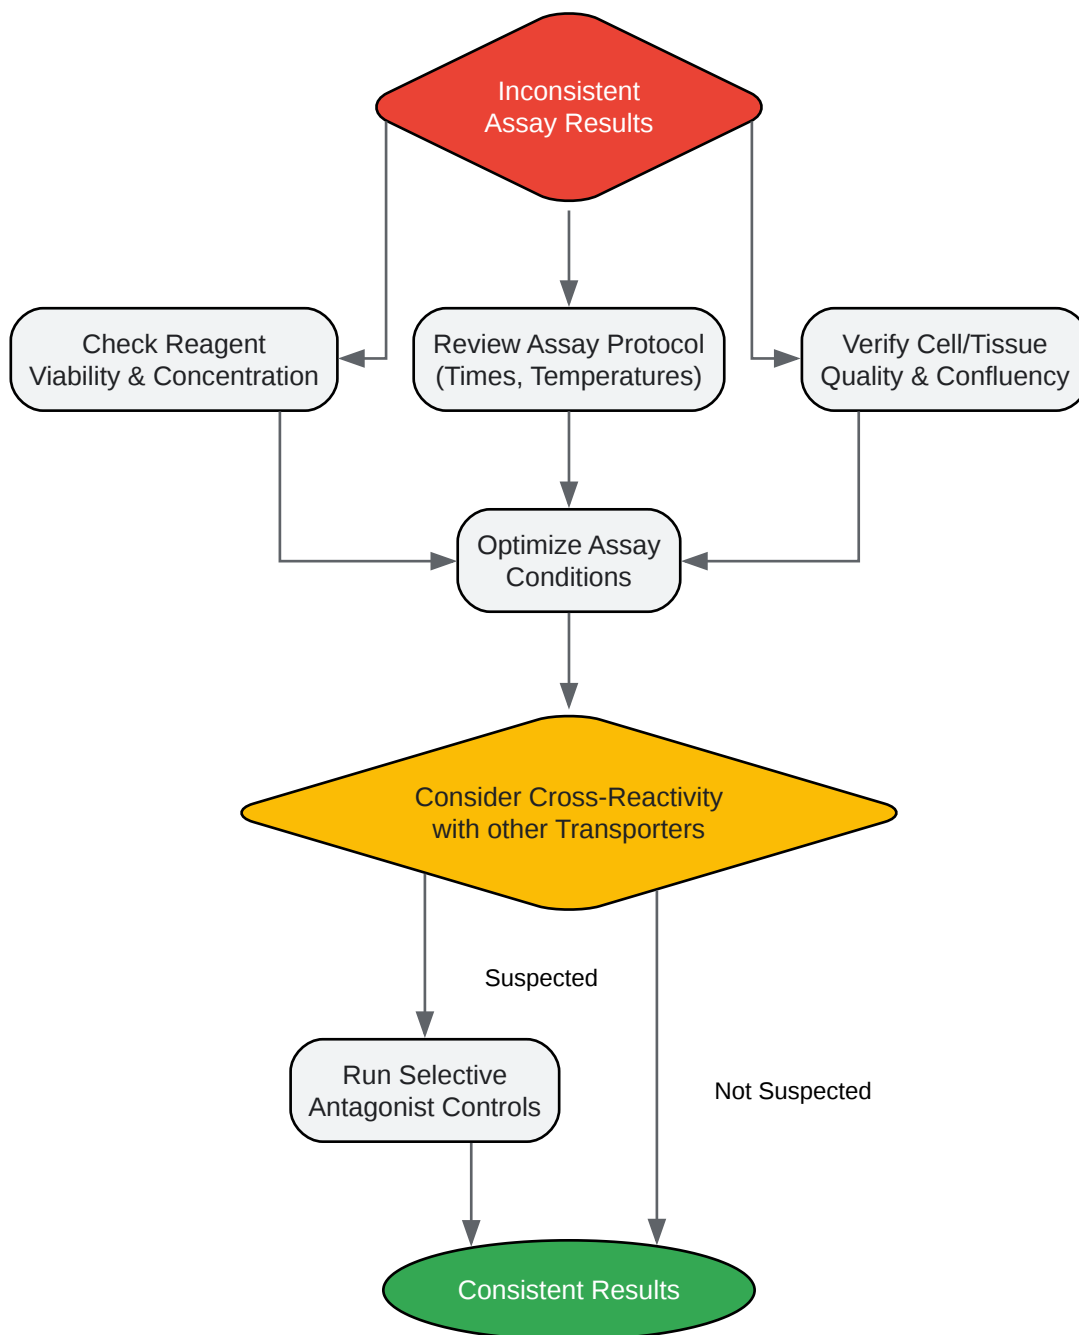 Inconsistent
Assay Results
Check Reagent
Viability & Concentration
Review Assay Protocol
(Times, Temperatures)
Verify Cell/Tissue
Quality & Confluency
Optimize Assay
Conditions
Consider Cross-Reactivity
with other Transporters
Suspected
Run Selective
Antagonist Controls
Not Suspected
Consistent Results